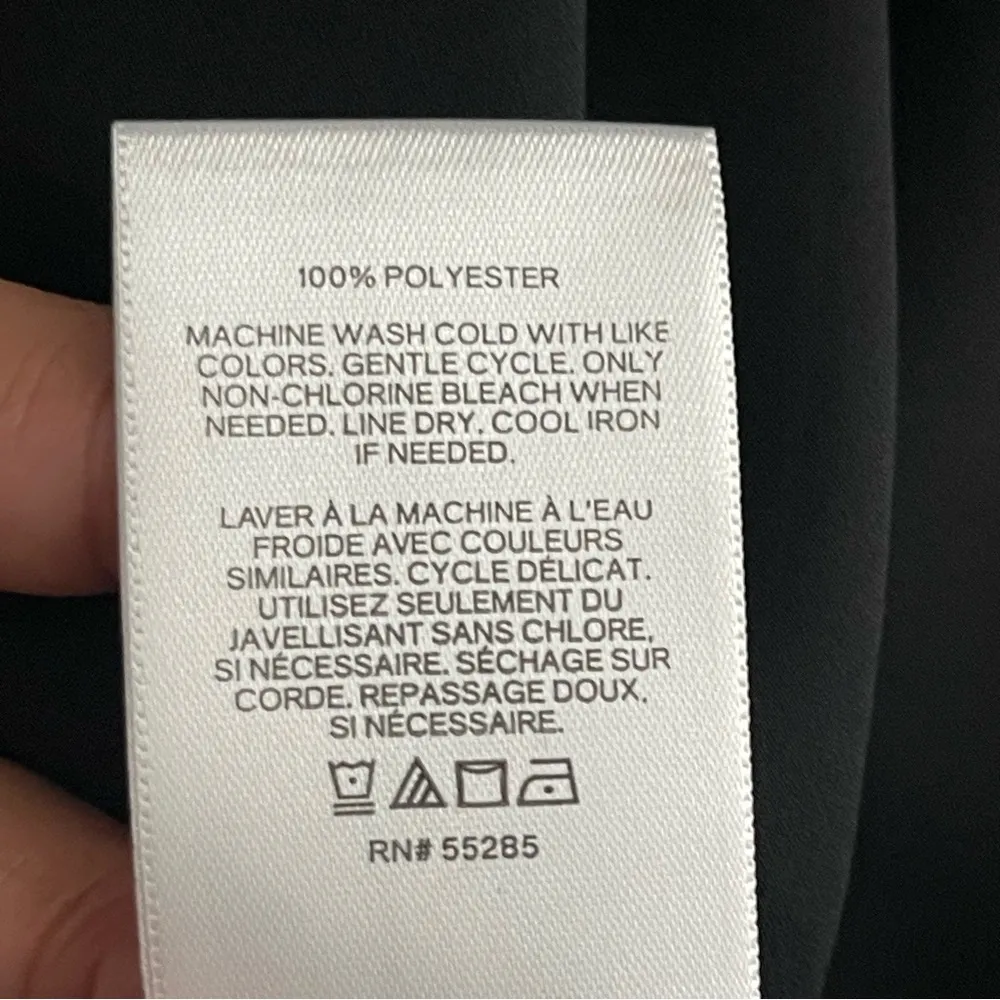 100% POLYESTER
MACHINE WASH COLD WITH LIKE
COLORS. GENTLE CYCLE. ONLY
NON-CHLORINE BLEACH WHEN
NEEDED. LINE DRY. COOL IRON
IF NEEDED.
LAVER À LA MACHINE À L'EAU
FROIDE AVEC COULEURS
SIMILAIRES. CYCLE DÉLICAT.
UTILISEZ SEULEMENT DU
JAVELLISANT SANS CHLORE,
SI NÉCESSAIRE. SÉCHAGE SUR
CORDE. REPASSAGE DOUX,
SI NÉCESSAIRE.
RN# 55285